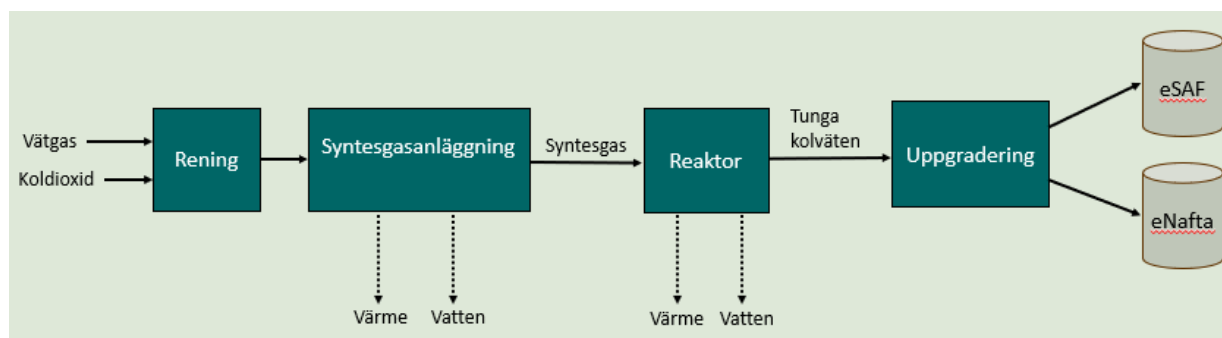 Vätgas
Koldioxid
Rening
Syntesgasanläggning
Värme
Vatten
Syntesgas
Reaktor
Värme
Vatten
Tunga
kolväten
Uppgradering
eSAF
eNafta